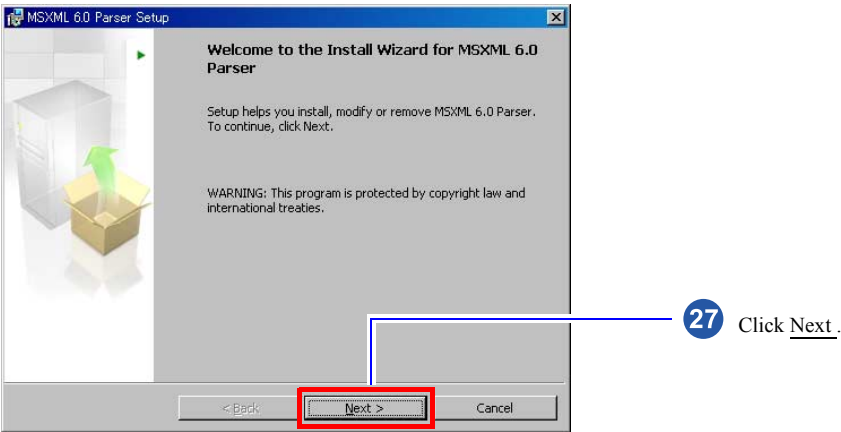 MSXML 6.0 Parser Setup
Welcome to the Install Wizard for MSXML 6.0
Parser
Setup helps you install, modify or remove MSXML 6.0 Parser.
To continue, click Next.
WARNING: This program is protected by copyright law and
international treaties.
27 Click Next .
< Back
Next >
Cancel